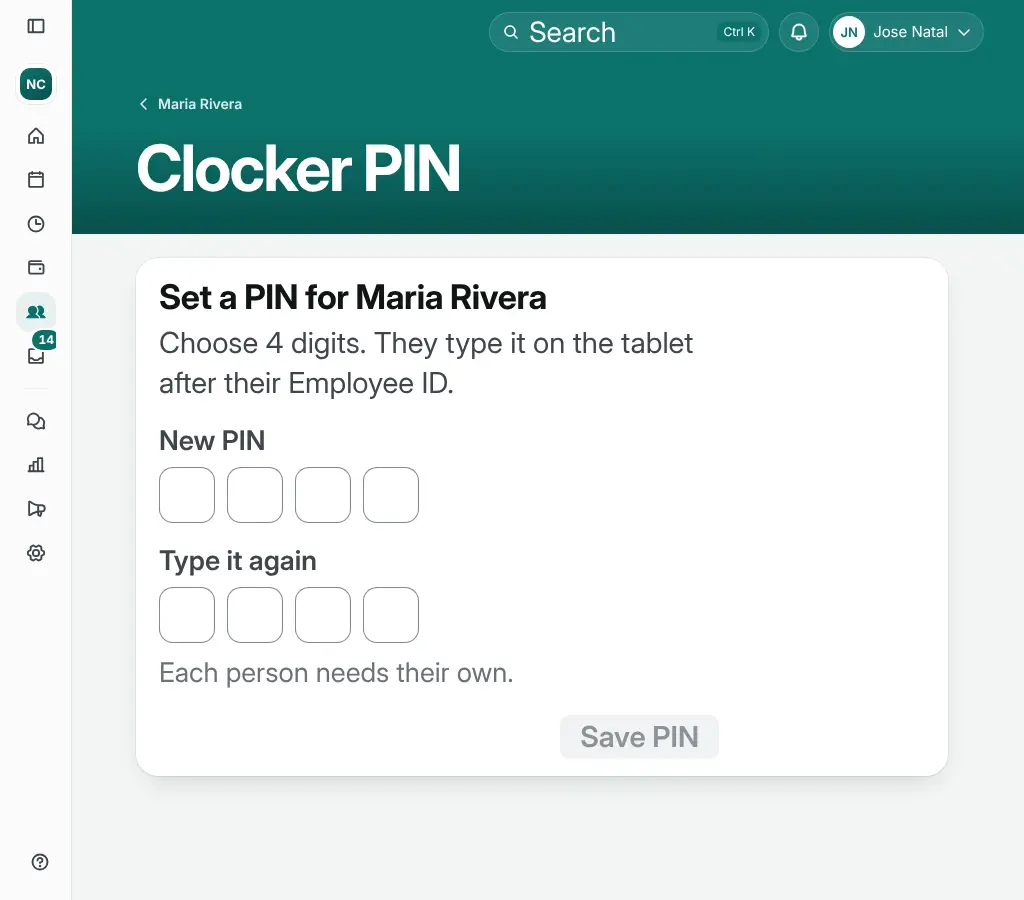 Search
Ctrl K
JN
Jose Natal
NC
Maria Rivera
Clocker PIN
14
Set a PIN for Maria Rivera
Choose 4 digits. They type it on the tablet
after their Employee ID.
New PIN
Type it again
Each person needs their own.
Save PIN